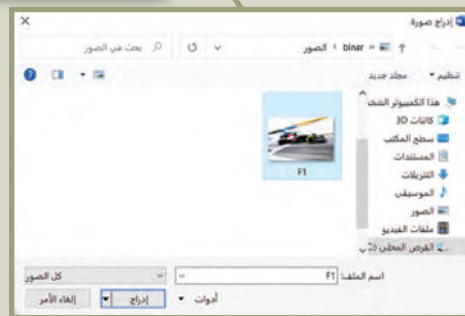 إدراج صورة
binar › الصور
بحث في الصور
تنظيم
مجلد جديد
هذا الكمبيوتر الشخ
كائنات 3D
سطح المكتب
المستندات
التنزيلات
الموسيقى
الصور
ملفات الفيديو
القرص المحلي (C:
F1
اسم الملف: F1
كل الصور
أدوات
إدراج
إلغاء الأمر